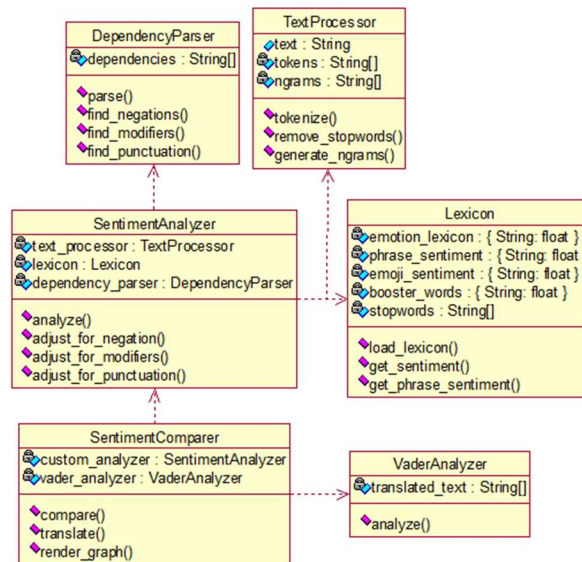 DependencyParser
dependencies : String[]
parse()
find_negations()
find_modifiers()
find_punctuation()
TextProcessor
text : String
tokens : String[]
ngrams : String[]
tokenize()
remove_stopwords()
generate_ngrams()
SentimentAnalyzer
text_processor : TextProcessor
lexicon : Lexicon
dependency_parser : DependencyParser
analyze()
adjust_for_negation()
adjust_for_modifiers()
adjust_for_punctuation()
Lexicon
emotion_lexicon : { String: float }
phrase_sentiment : { String: float
emoji_sentiment : { String: float }
booster_words : { String: float }
stopwords : String[]
load_lexicon()
get_sentiment()
get_phrase_sentiment()
SentimentComparer
custom_analyzer : SentimentAnalyzer
vader_analyzer : VaderAnalyzer
compare()
translate()
render_graph()
VaderAnalyzer
translated_text : String[]
analyze()